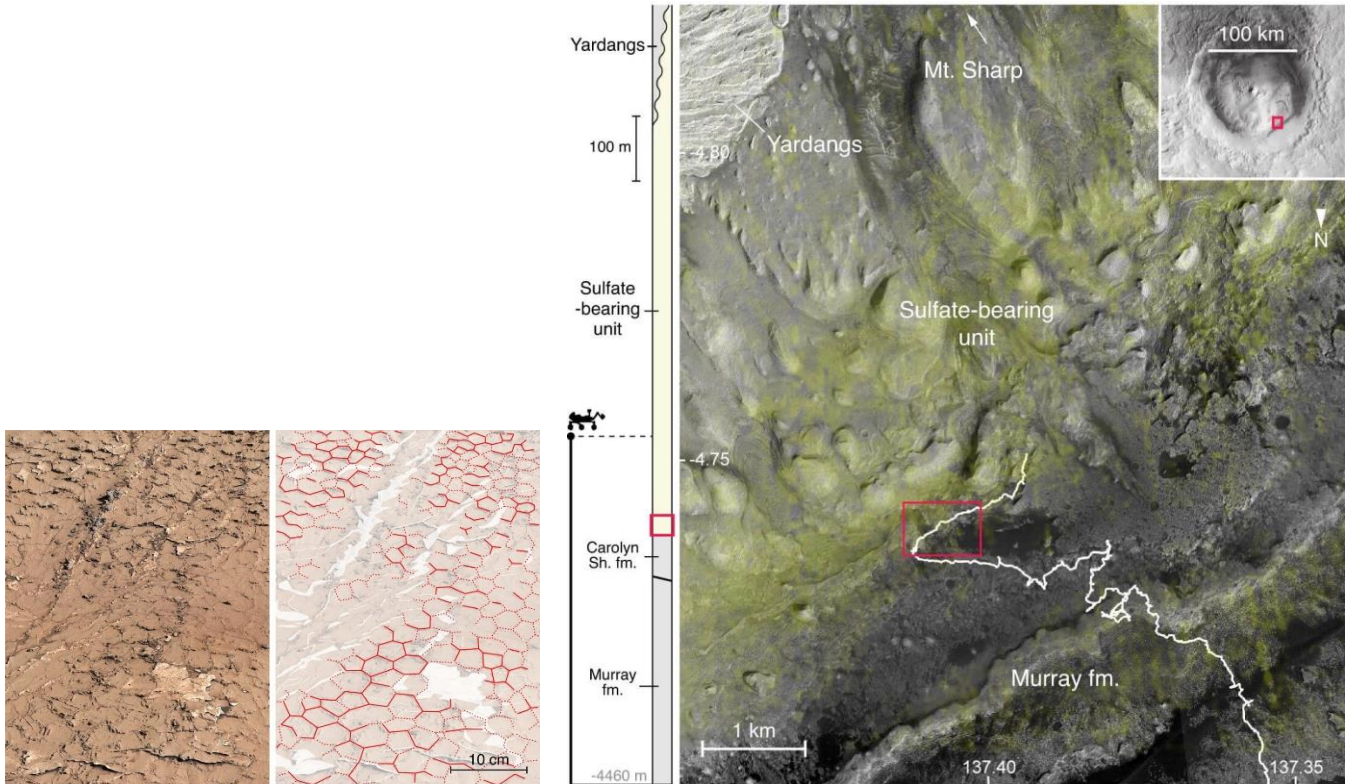 10 cm
Yardangs
100 m
Sulfate
-bearing
unit
Carolyn
Sh. fm.
Murray
fm.
-4460 m
Mt. Sharp
100 km
Yardangs
-4.80
N
Sulfate-bearing
unit
-4.75
Murray fm.
1 km
137.40
137.35